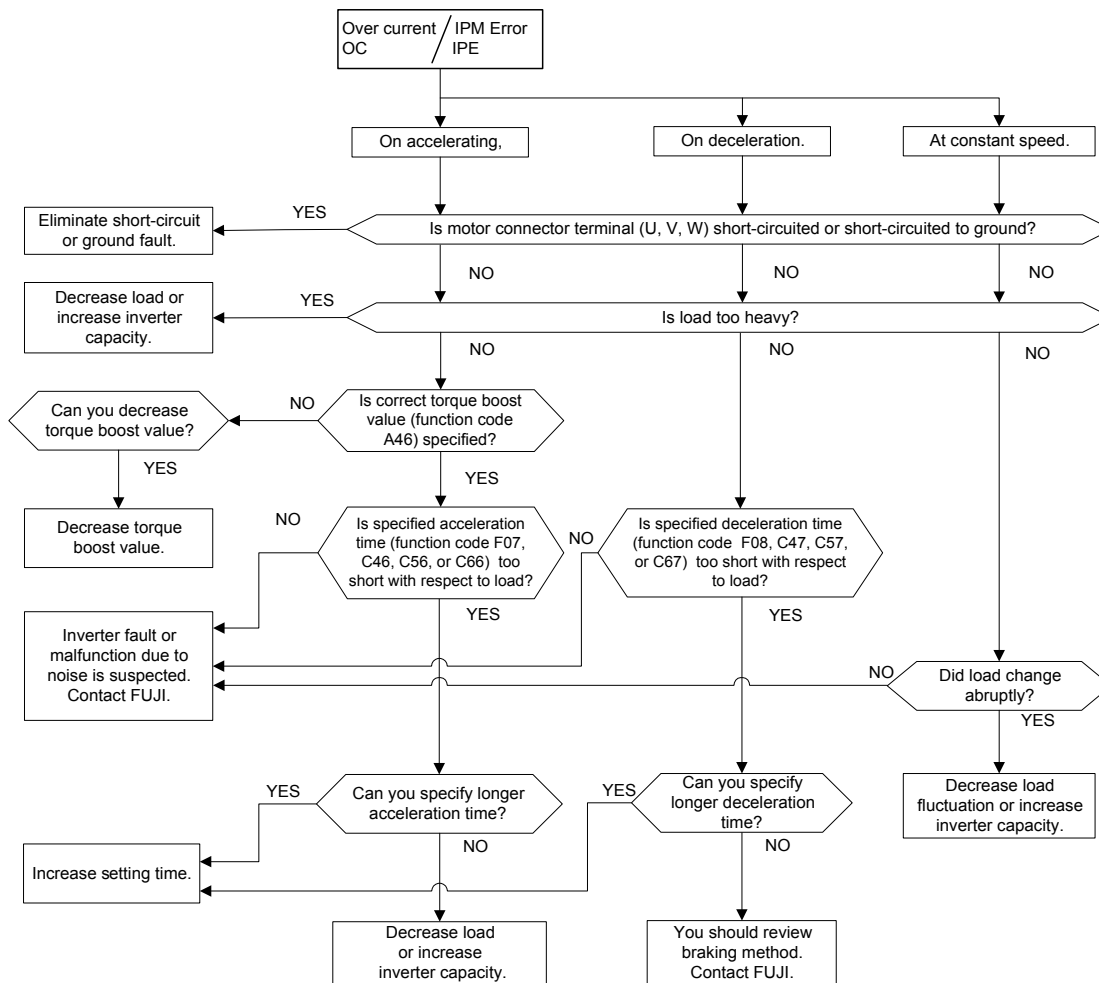 Over current / IPM Error
OC IPE
On accelerating,
On deceleration.
At constant speed.
YES
Eliminate short-circuit
or ground fault.
Is motor connector terminal (U, V, W) short-circuited or short-circuited to ground?
NO
NO
NO
YES
Decrease load or
increase inverter
capacity.
Is load too heavy?
NO
NO
NO
Can you decrease
torque boost value?
NO
Is correct torque boost
value (function code
A46) specified?
YES
YES
Decrease torque
boost value.
NO
Is specified acceleration
time (function code F07,
C46, C56, or C66) too
short with respect to load?
NO
Is specified deceleration time
(function code F08, C47, C57,
or C67) too short with respect
to load?
YES
YES
Inverter fault or
malfunction due to
noise is suspected.
Contact FUJI.
NO
Did load change
abruptly?
YES
YES
Can you specify longer
acceleration time?
YES
Can you specify
longer deceleration
time?
Decrease load
fluctuation or increase
inverter capacity.
NO
NO
Increase setting time.
Decrease load
or increase
inverter capacity.
You should review
braking method.
Contact FUJI.